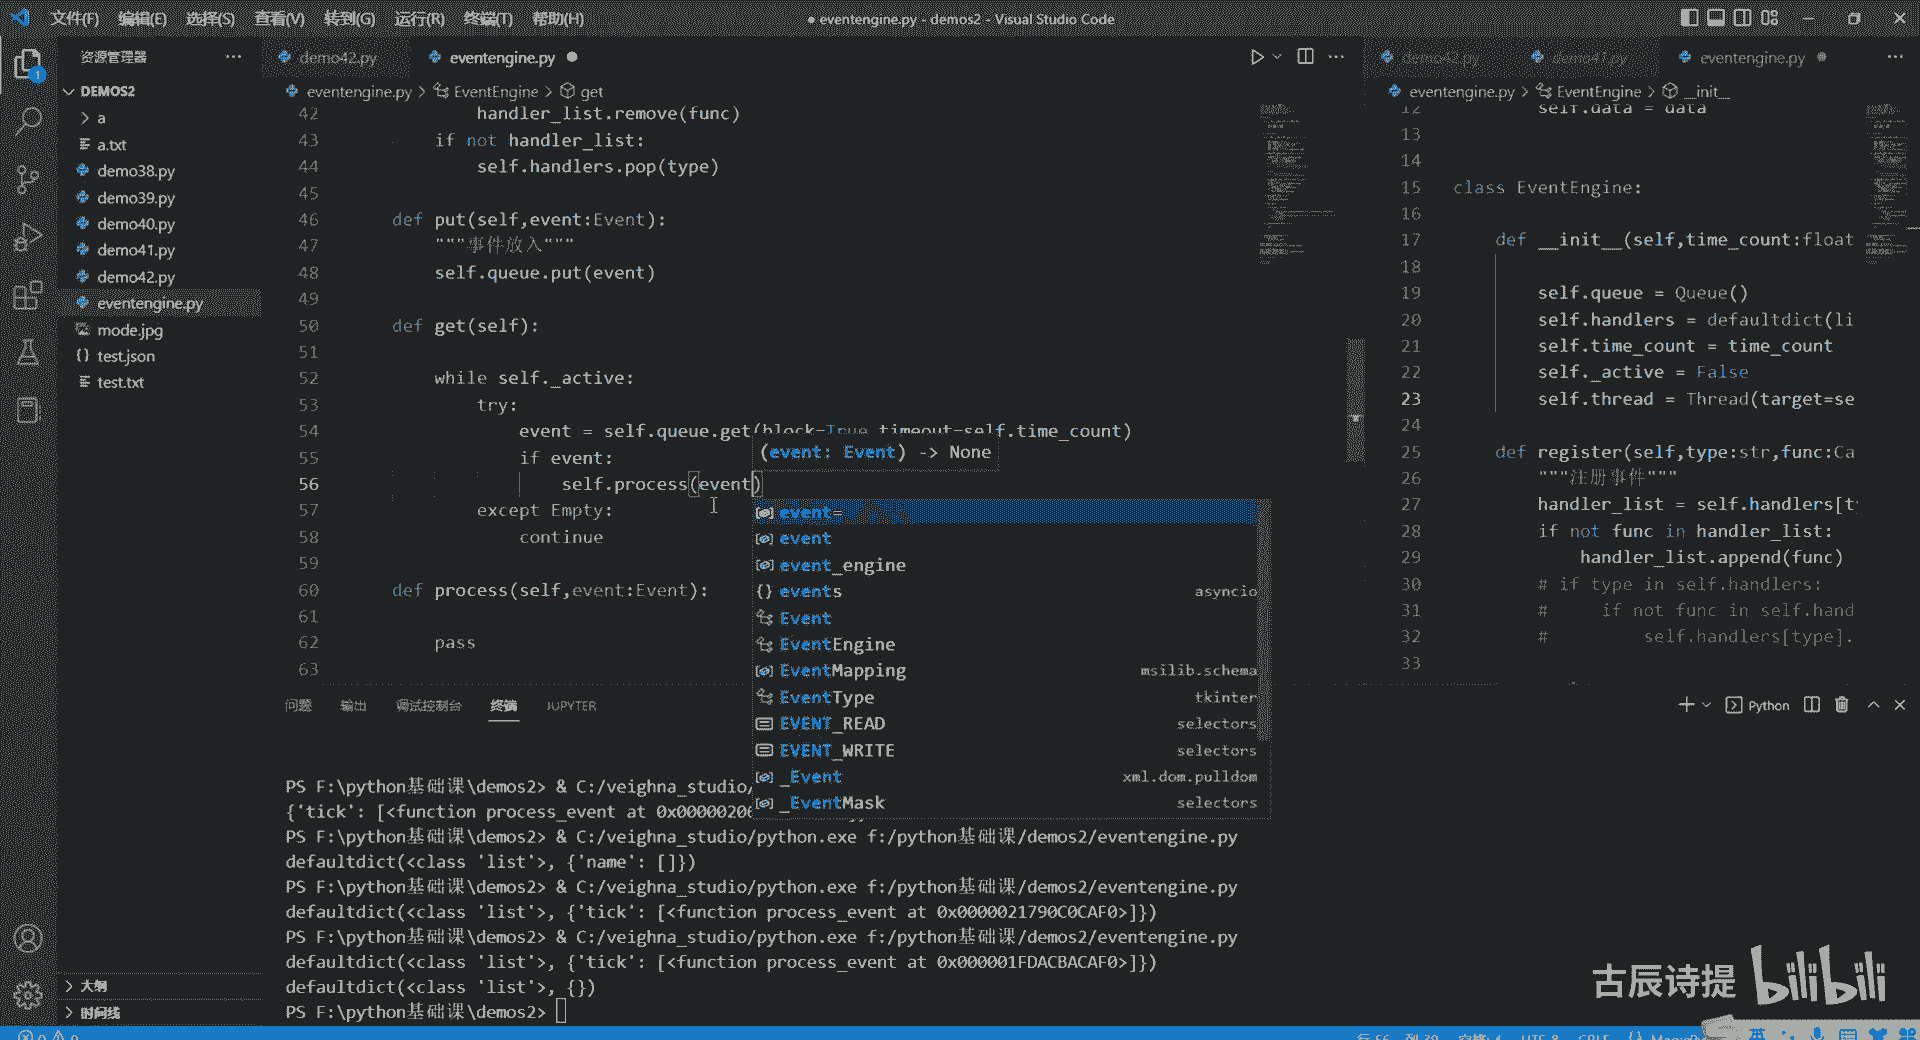 文件(F) 编辑(E) 选择(S) 查看(V) 转到(G) 运行(R) 终端(T) 帮助(H)
● eventengine.py - demos2 - Visual Studio Code
资源管理器
DEMOS2
a
a.txt
demo38.py
demo39.py
demo40.py
demo41.py
demo42.py
eventengine.py
mode.jpg
test.json
test.txt
大纲
时间线
demo42.py
eventengine.py
eventengine.py > EventEngine > get
42 handler_list.remove(func)
43 if not handler_list:
44 self.handlers.pop(type)
45
46 def put(self,event:Event):
47 """事件放入"""
48 self.queue.put(event)
49
50 def get(self):
51
52 while self._active:
53 try:
54 event = self.queue.get(block=True,timeout=self.time_count)
55 if event:
56 self.process(event)
57 except Empty:
58 continue
59
60 def process(self,event:Event):
61
62 pass
63
(event: Event) -> None
event=
event
event_engine
events asyncio
Event
EventEngine
EventMapping msilib.schema
EventType tkinter
EVENT_READ selectors
EVENT_WRITE selectors
_Event xml.dom.pulldom
_EventMask selectors
demo42.py
demo41.py
eventengine.py
eventengine.py > EventEngine > __init__
12 self.data = data
13
14
15 class EventEngine:
16
17 def __init__(self,time_count:float
18
19 self.queue = Queue()
20 self.handlers = defaultdict(li
21 self.time_count = time_count
22 self._active = False
23 self.thread = Thread(target=se
24
25 def register(self,type:str,func:Ca
26 """注册事件"""
27 handler_list = self.handlers[ty
28 if not func in handler_list:
29 handler_list.append(func)
30 # if type in self.handlers:
31 # if not func in self.hand
32 # self.handlers[type].
33
问题 输出 调试控制台 终端 JUPYTER
Python
PS F:\python基础课\demos2> & C:/veighna_studio/
{'tick': [<function process_event at 0x00000206
PS F:\python基础课\demos2> & C:/veighna_studio/python.exe f:/python基础课/demos2/eventengine.py
defaultdict(<class 'list'>, {'name': []})
PS F:\python基础课\demos2> & C:/veighna_studio/python.exe f:/python基础课/demos2/eventengine.py
defaultdict(<class 'list'>, {'tick': [<function process_event at 0x0000021790C0CAF0>]})
PS F:\python基础课\demos2> & C:/veighna_studio/python.exe f:/python基础课/demos2/eventengine.py
defaultdict(<class 'list'>, {'tick': [<function process_event at 0x000001FDACBACAF0>]})
defaultdict(<class 'list'>, {})
PS F:\python基础课\demos2>
古辰诗提 bilibili